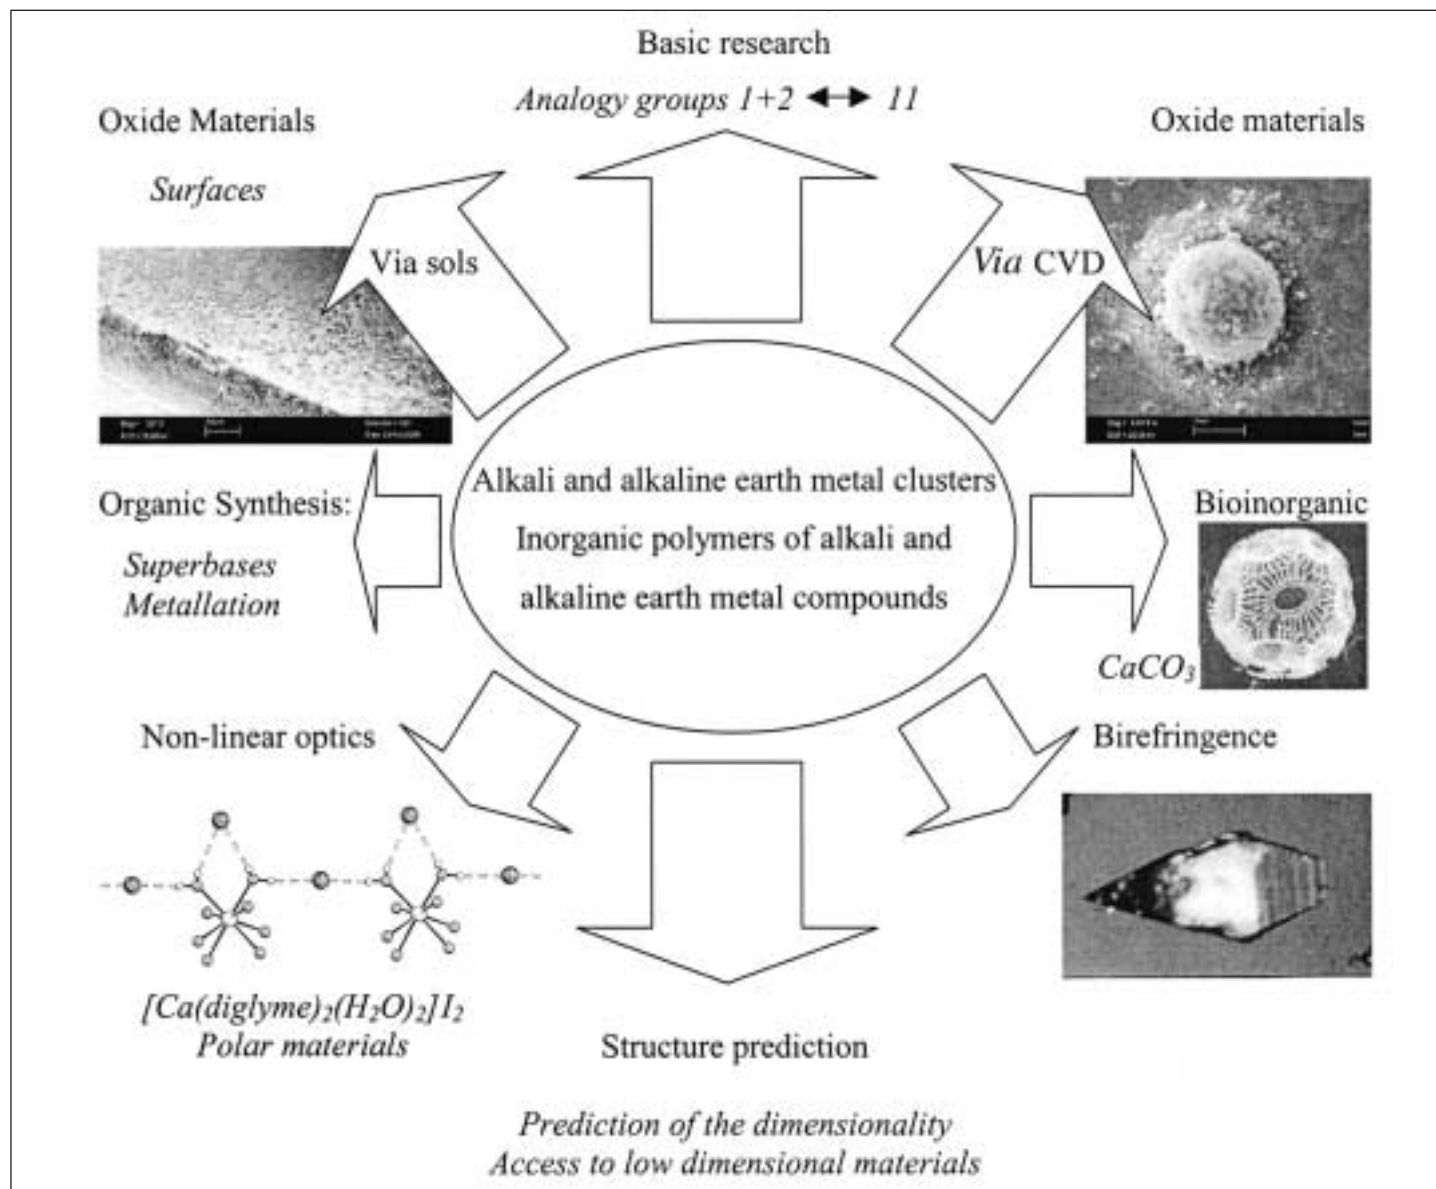 Basic research
Analogy groups 1+2 ◄► 11
Oxide Materials
Surfaces
Via sols
Oxide materials
Via CVD
Alkali and alkaline earth metal clusters
Inorganic polymers of alkali and
alkaline earth metal compounds
Organic Synthesis:
Superbases
Metallation
Bioinorganic
CaCO₃
Non-linear optics
[Ca(diglyme)₂(H₂O)₂]I₂
Polar materials
Birefringence
Structure prediction
Prediction of the dimensionality
Access to low dimensional materials